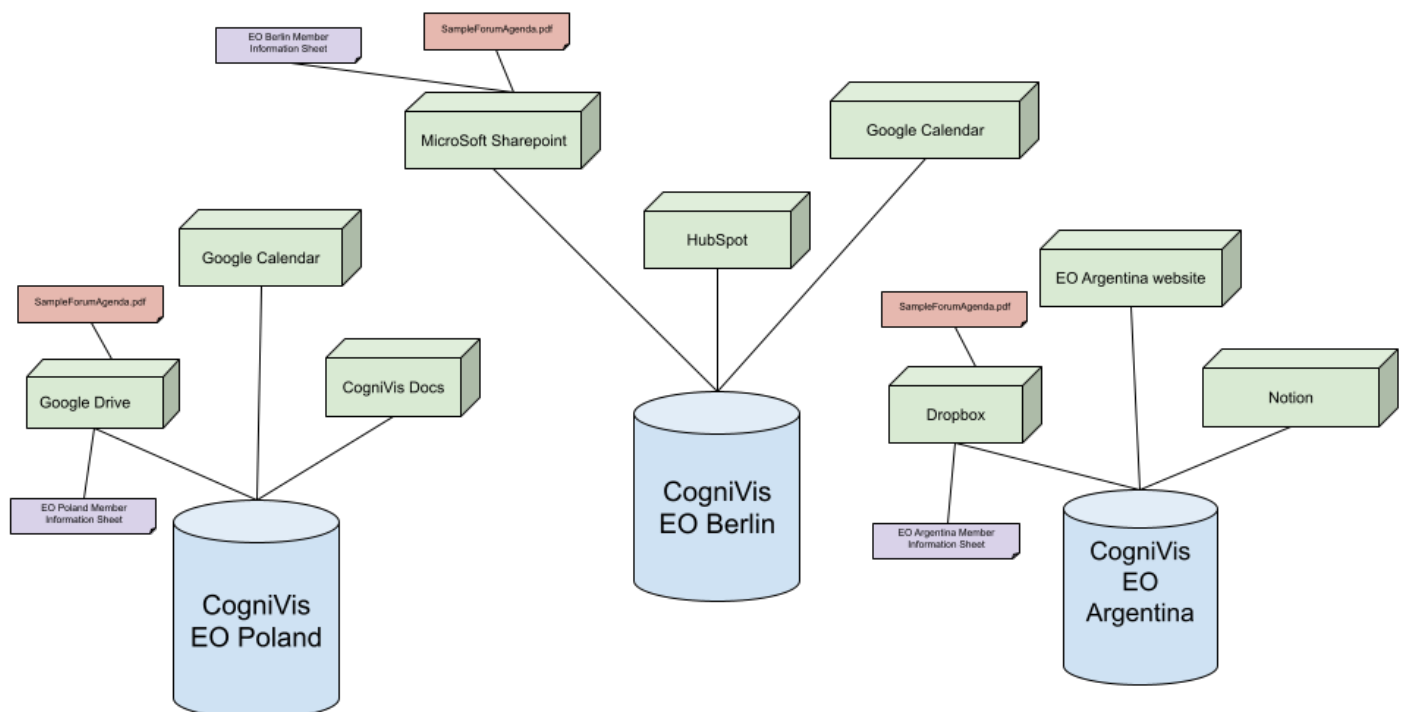 EO Berlin Member
Information Sheet
SampleForumAgenda.pdf
MicroSoft Sharepoint
Google Calendar
HubSpot
Google Calendar
EO Argentina website
SampleForumAgenda.pdf
SampleForumAgenda.pdf
Google Drive
CogniVis Docs
Dropbox
Notion
CogniVis
EO Berlin
EO Poland Member
Information Sheet
EO Argentina Member
Information Sheet
CogniVis
EO
Argentina
CogniVis
EO Poland